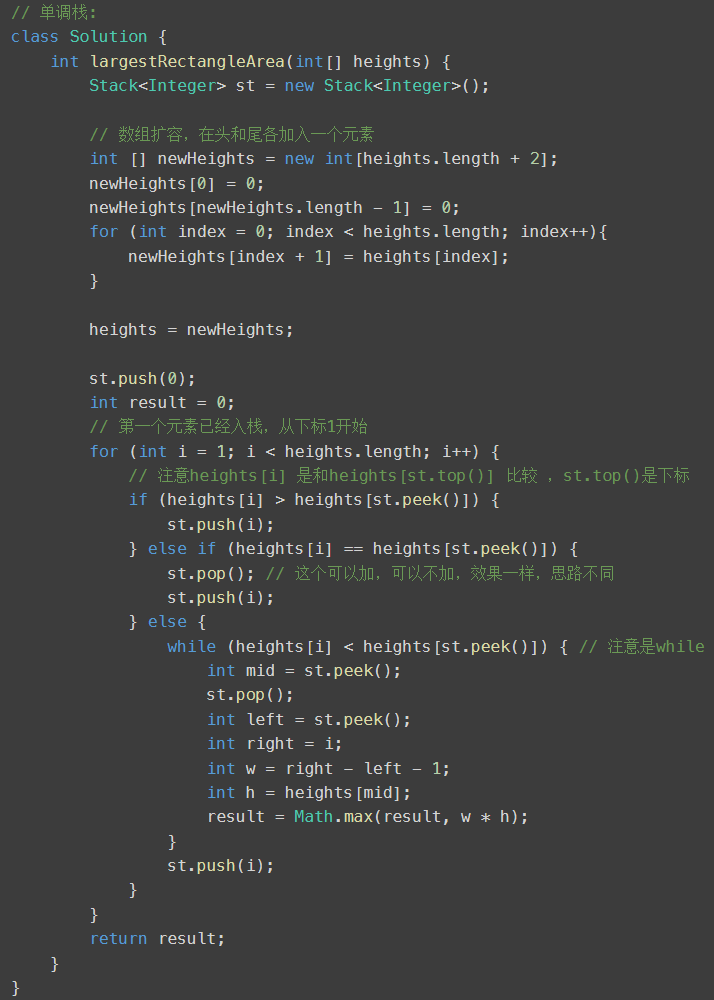 // 单调栈:
class Solution {
    int largestRectangleArea(int[] heights) {
        Stack<Integer> st = new Stack<Integer>();

        // 数组扩容，在头和尾各加入一个元素
        int [] newHeights = new int[heights.length + 2];
        newHeights[0] = 0;
        newHeights[newHeights.length - 1] = 0;
        for (int index = 0; index < heights.length; index++){
            newHeights[index + 1] = heights[index];
        }

        heights = newHeights;

        st.push(0);
        int result = 0;
        // 第一个元素已经入栈，从下标1开始
        for (int i = 1; i < heights.length; i++) {
            // 注意heights[i] 是和heights[st.top()] 比较 ，st.top()是下标
            if (heights[i] > heights[st.peek()]) {
                st.push(i);
            } else if (heights[i] == heights[st.peek()]) {
                st.pop(); // 这个可以加，可以不加，效果一样，思路不同
                st.push(i);
            } else {
                while (heights[i] < heights[st.peek()]) { // 注意是while
                    int mid = st.peek();
                    st.pop();
                    int left = st.peek();
                    int right = i;
                    int w = right - left - 1;
                    int h = heights[mid];
                    result = Math.max(result, w * h);
                }
                st.push(i);
            }
        }
        return result;
    }
}